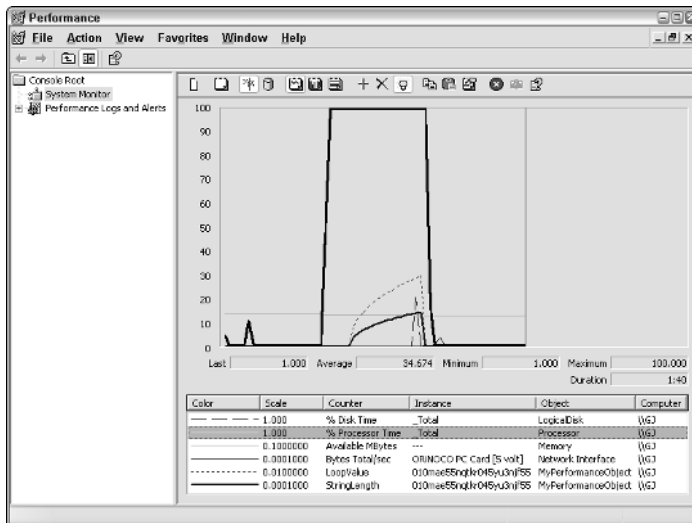 Performance
File Action View Favorites Window Help
Console Root
System Monitor
Performance Logs and Alerts
100
90
80
70
60
50
40
30
20
10
0
Last 1.000 Average 34.674 Minimum 1.000 Maximum 100.000
Duration 1:40
Color Scale Counter Instance Object Computer
1.000 % Disk Time _Total LogicalDisk \\GJ
1.000 % Processor Time _Total Processor \\GJ
0.1000000 Available MBytes --- Memory \\GJ
0.0001000 Bytes Total/sec ORiNOCO PC Card [5 volt] Network Interface \\GJ
0.0100000 LoopValue MyPerformanceObject \\GJ
0.0001000 StringLength MyPerformanceObject \\GJ